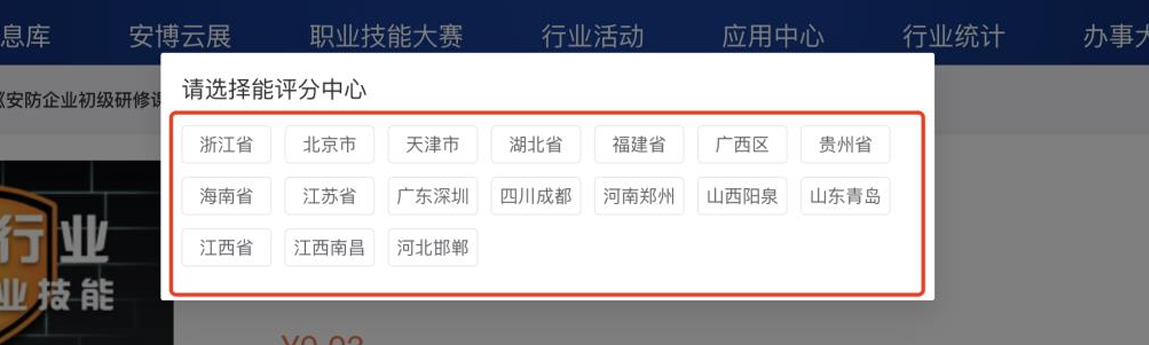 息库 安博云展 职业技能大赛 行业活动 应用中心 行业统计 办事大
请选择能评分中心
《安防企业初级研修课
浙江省 北京市 天津市 湖北省 福建省 广西区 贵州省
海南省 江苏省 广东深圳 四川成都 河南郑州 山西阳泉 山东青岛
江西省 江西南昌 河北邯郸
行业
业技能